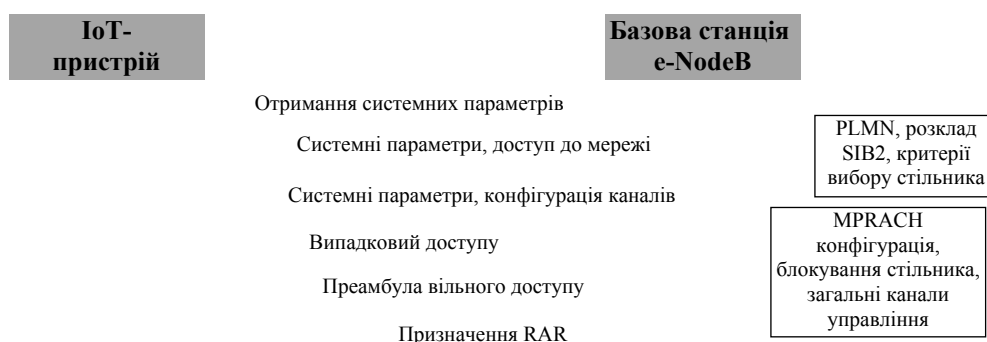 ІоТ-
пристрій
Базова станція
e-NodeB
Отримання системних параметрів
Системні параметри, доступ до мережі
PLMN, розклад
SIB2, критерії
вибору стільника
Системні параметри, конфігурація каналів
MPRACH
конфігурація,
блокування стільника,
загальні канали
управління
Випадковий доступу
Преамбула вільного доступу
Призначення RAR